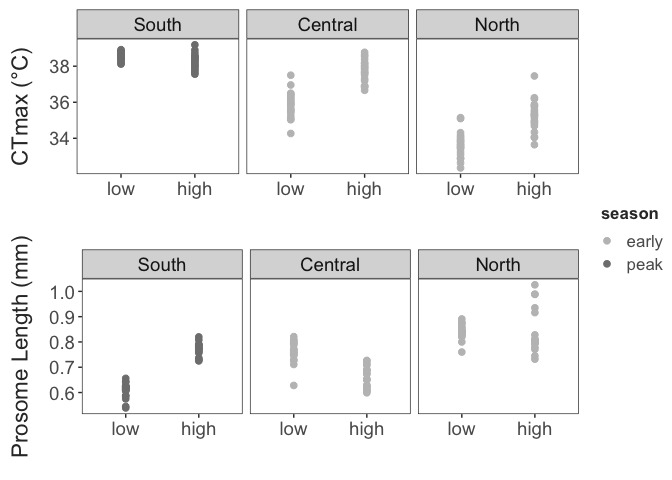 South Central North
CTmax (°C)
38
36
34
low high low high low high
season
early
peak
South Central North
Prosome Length (mm)
1.0
0.9
0.8
0.7
0.6
low high low high low high